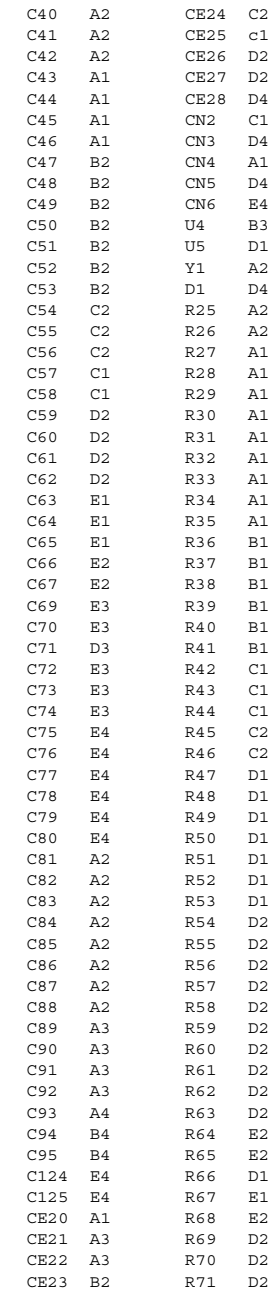 C40 A2 CE24 C2
C41 A2 CE25 c1
C42 A2 CE26 D2
C43 A1 CE27 D2
C44 A1 CE28 D4
C45 A1 CN2 C1
C46 A1 CN3 D4
C47 B2 CN4 A1
C48 B2 CN5 D4
C49 B2 CN6 E4
C50 B2 U4 B3
C51 B2 U5 D1
C52 B2 Y1 A2
C53 B2 D1 D4
C54 C2 R25 A2
C55 C2 R26 A2
C56 C2 R27 A1
C57 C1 R28 A1
C58 C1 R29 A1
C59 D2 R30 A1
C60 D2 R31 A1
C61 D2 R32 A1
C62 D2 R33 A1
C63 E1 R34 A1
C64 E1 R35 A1
C65 E1 R36 B1
C66 E2 R37 B1
C67 E2 R38 B1
C69 E3 R39 B1
C70 E3 R40 B1
C71 D3 R41 B1
C72 E3 R42 C1
C73 E3 R43 C1
C74 E3 R44 C1
C75 E4 R45 C2
C76 E4 R46 C2
C77 E4 R47 D1
C78 E4 R48 D1
C79 E4 R49 D1
C80 E4 R50 D1
C81 A2 R51 D1
C82 A2 R52 D1
C83 A2 R53 D1
C84 A2 R54 D2
C85 A2 R55 D2
C86 A2 R56 D2
C87 A2 R57 D2
C88 A2 R58 D2
C89 A3 R59 D2
C90 A3 R60 D2
C91 A3 R61 D2
C92 A3 R62 D2
C93 A4 R63 D2
C94 B4 R64 E2
C95 B4 R65 E2
C124 E4 R66 D1
C125 E4 R67 E1
CE20 A1 R68 E2
CE21 A3 R69 D2
CE22 A3 R70 D2
CE23 B2 R71 D2